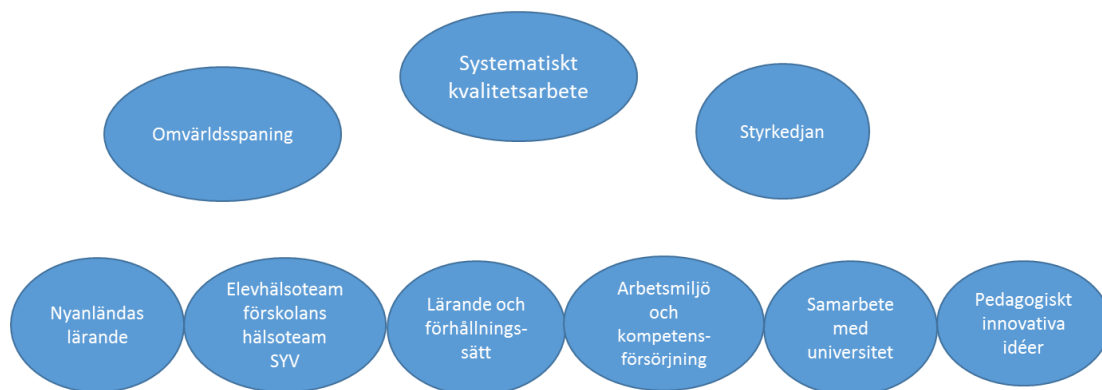 Systematiskt
kvalitetsarbete
Omvärldsspaning
Styrkedjan
Nyanländas
lärande
Elevhälsoteam
förskolans
hälsoteam
SYV
Lärande och
förhållnings-
sätt
Arbetsmiljö
och
kompetens-
försörjning
Samarbete
med
universitet
Pedagogiskt
innovativa
idéer